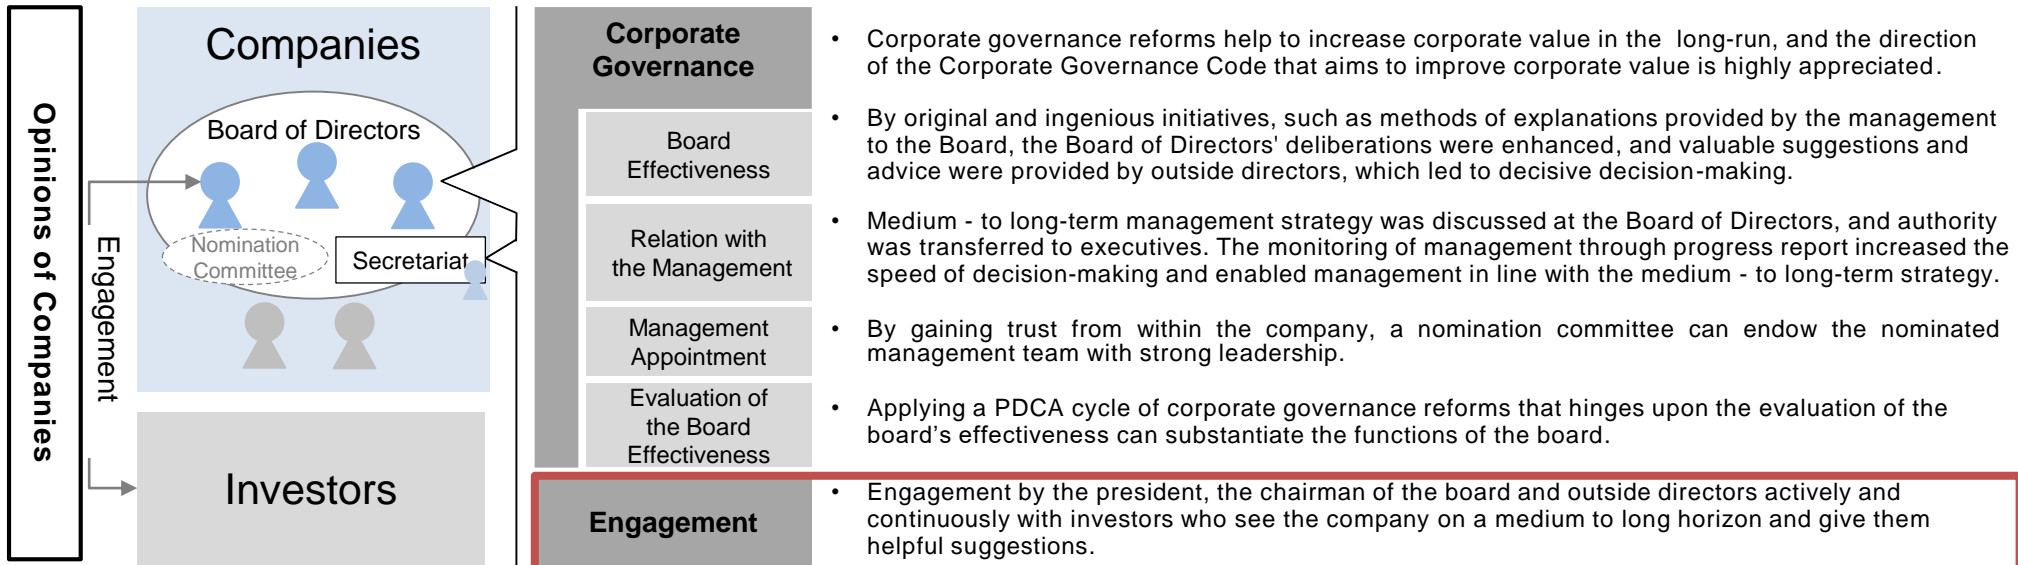 Opinions of Companies
Engagement
Companies
Board of Directors
Nomination
Committee
Secretariat
Investors
Corporate
Governance
• Corporate governance reforms help to increase corporate value in the long-run, and the direction
of the Corporate Governance Code that aims to improve corporate value is highly appreciated.
Board
Effectiveness
• By original and ingenious initiatives, such as methods of explanations provided by the management
to the Board, the Board of Directors' deliberations were enhanced, and valuable suggestions and
advice were provided by outside directors, which led to decisive decision-making.
Relation with
the Management
• Medium - to long-term management strategy was discussed at the Board of Directors, and authority
was transferred to executives. The monitoring of management through progress report increased the
speed of decision-making and enabled management in line with the medium - to long-term strategy.
Management
Appointment
• By gaining trust from within the company, a nomination committee can endow the nominated
management team with strong leadership.
Evaluation of
the Board
Effectiveness
• Applying a PDCA cycle of corporate governance reforms that hinges upon the evaluation of the
board’s effectiveness can substantiate the functions of the board.
Engagement
• Engagement by the president, the chairman of the board and outside directors actively and
continuously with investors who see the company on a medium to long horizon and give them
helpful suggestions.